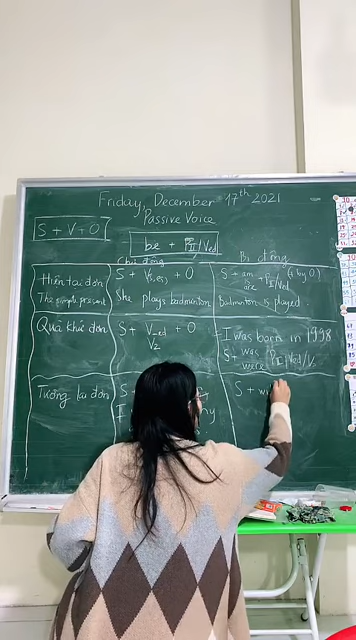 Friday, December 17th 2021
Passive Voice
S + V + O
be + PII/Ved
Chủ động
Bị động
Hiện tại đơn
The simple present
S + V(s,es) + O
She plays badminton
S + am is are + PII/Ved (by O)
Badminton is played
Quá khứ đơn
S + V-ed + O
V2
I was born in 1998
S + was were PII/Ved/V3
Tương lai đơn
S
I
S + w